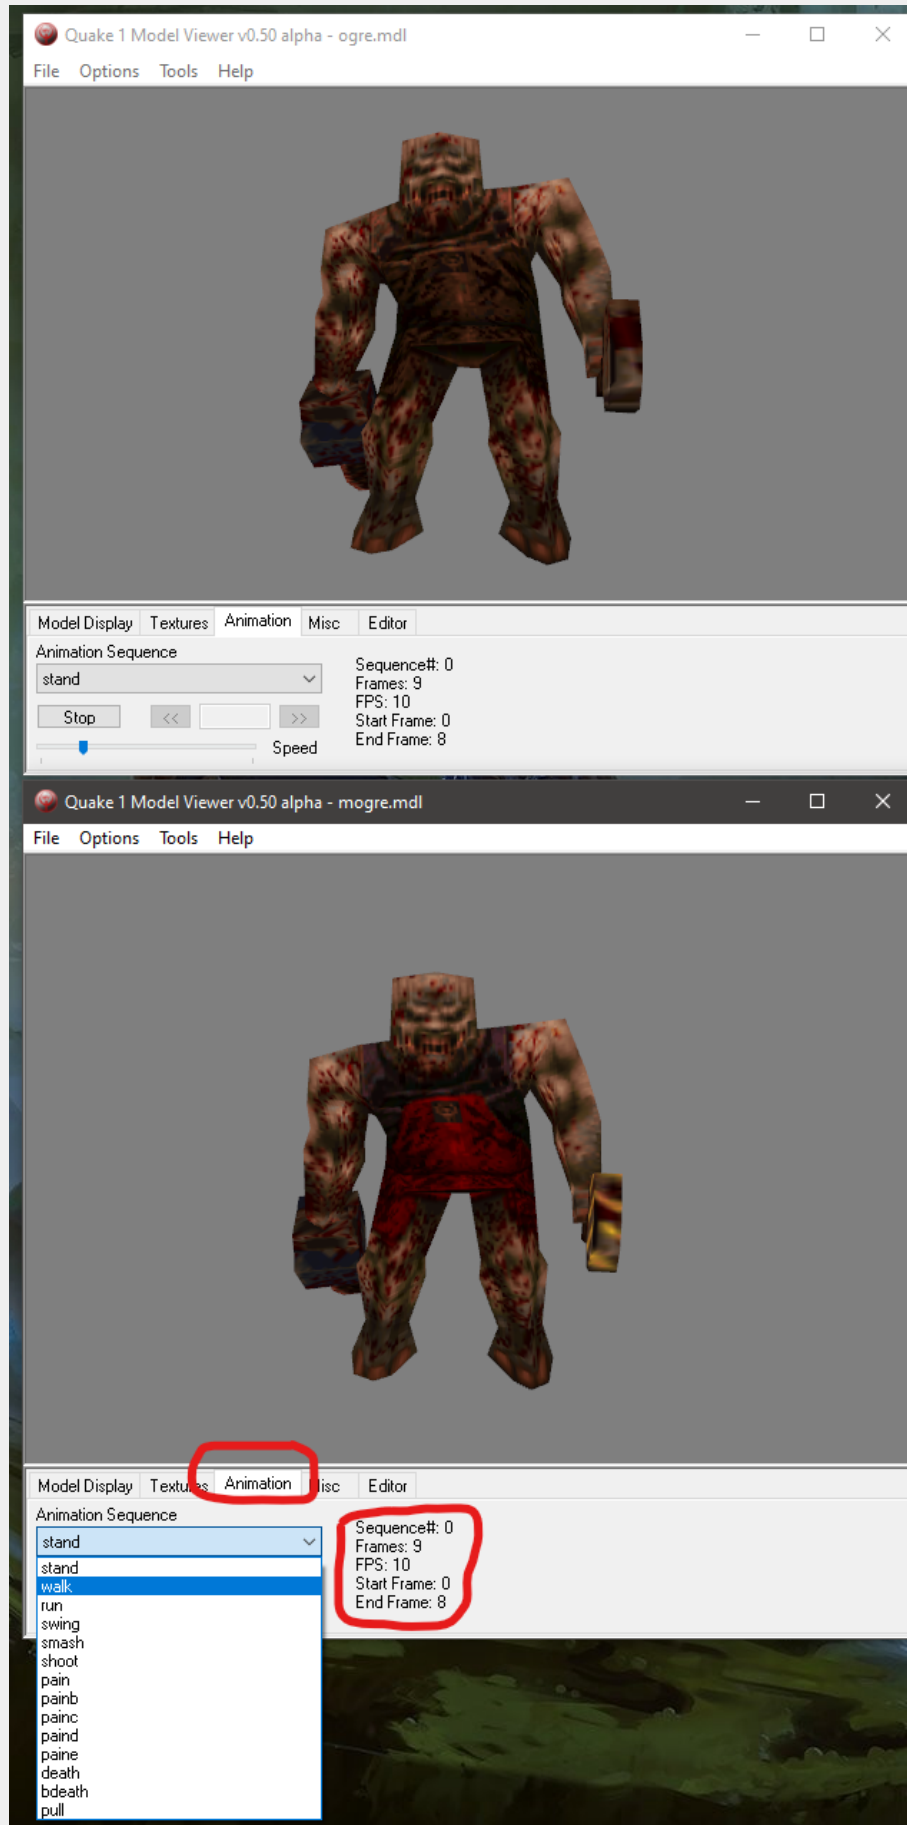 Quake 1 Model Viewer v0.50 alpha - ogre.mdl
File Options Tools Help
Model Display Textures Animation Misc Editor
Animation Sequence
stand
Stop << >>
Speed
Sequence#: 0
Frames: 9
FPS: 10
Start Frame: 0
End Frame: 8
Quake 1 Model Viewer v0.50 alpha - mogre.mdl
File Options Tools Help
Model Display Textures Animation Misc Editor
Animation Sequence
stand
stand
walk
run
swing
smash
shoot
pain
painb
painc
paind
paine
death
bdeath
pull
Sequence#: 0
Frames: 9
FPS: 10
Start Frame: 0
End Frame: 8